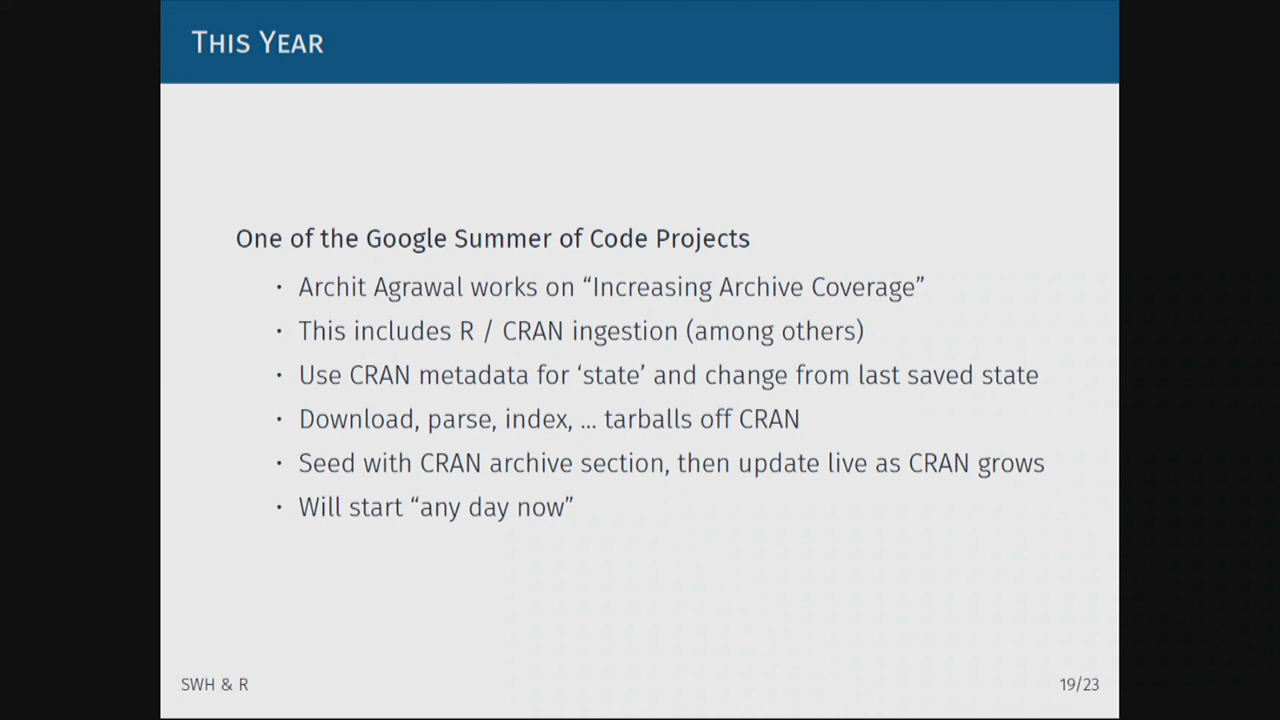 THIS YEAR
One of the Google Summer of Code Projects
· Archit Agrawal works on “Increasing Archive Coverage”
· This includes R / CRAN ingestion (among others)
· Use CRAN metadata for ‘state’ and change from last saved state
· Download, parse, index, ... tarballs off CRAN
· Seed with CRAN archive section, then update live as CRAN grows
· Will start “any day now”
SWH & R
19/23